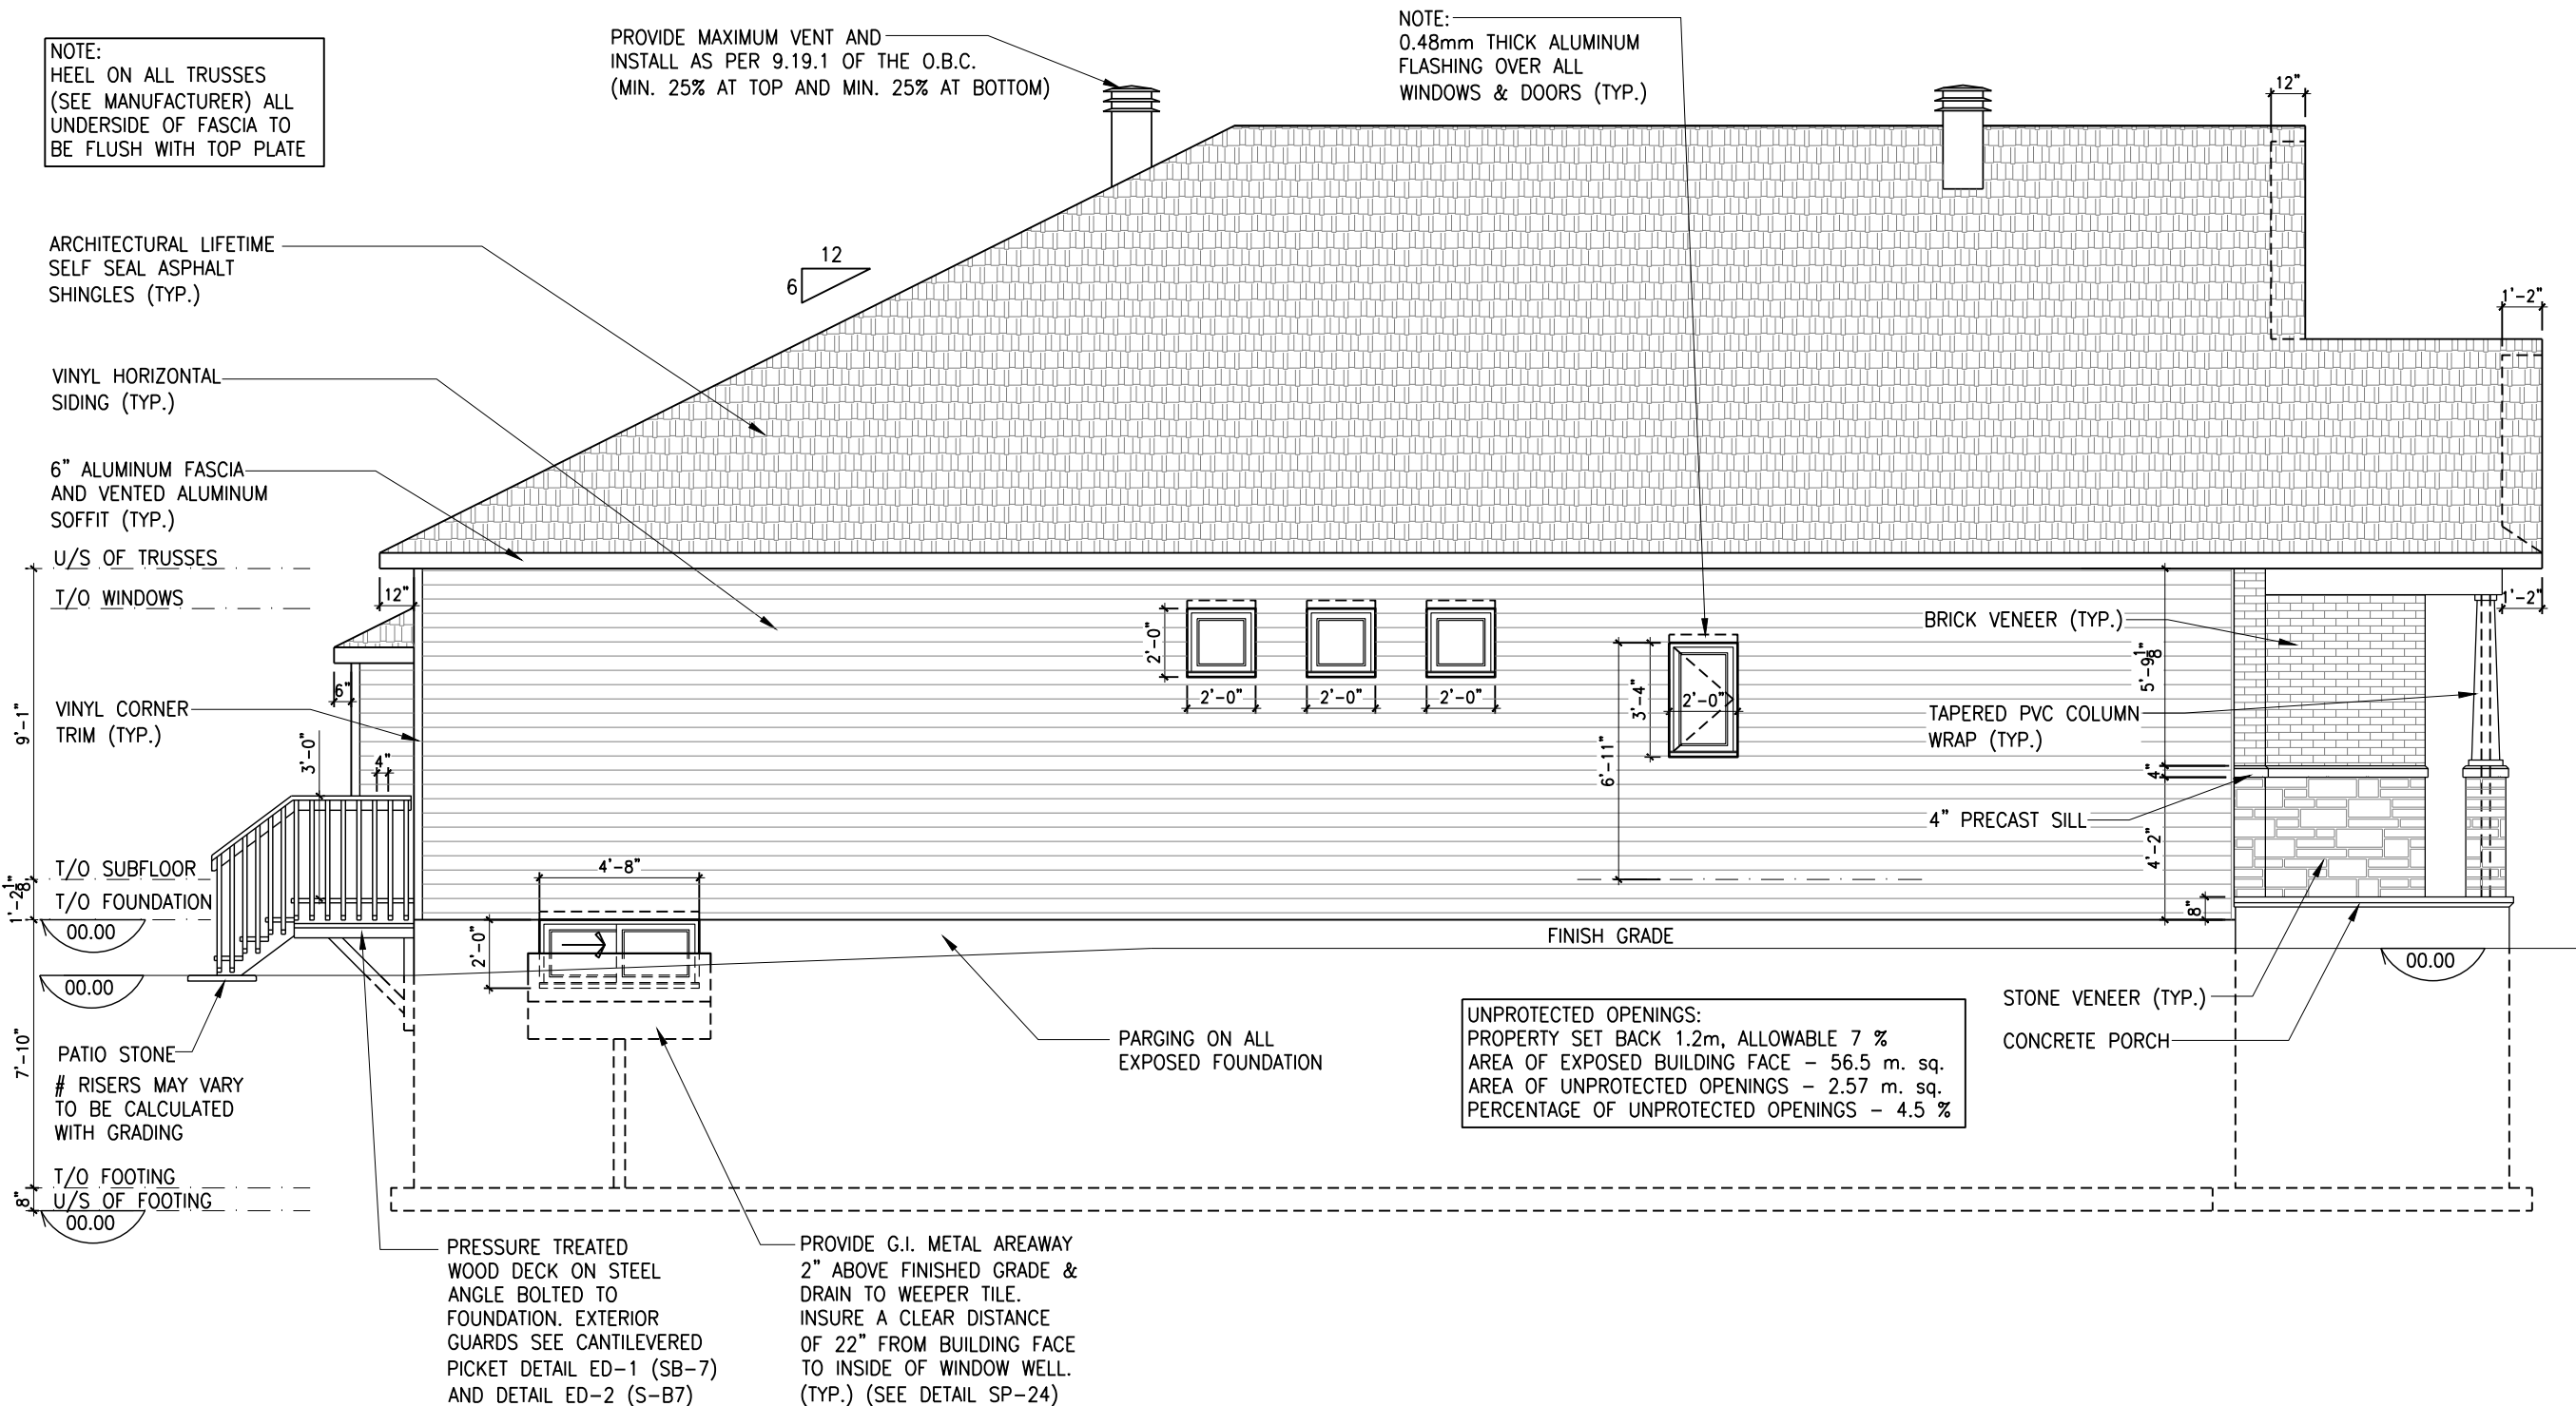 NOTE:
HEEL ON ALL TRUSSES
(SEE MANUFACTURER) ALL
UNDERSIDE OF FASCIA TO
BE FLUSH WITH TOP PLATE
PROVIDE MAXIMUM VENT AND
INSTALL AS PER 9.19.1 OF THE O.B.C.
(MIN. 25% AT TOP AND MIN. 25% AT BOTTOM)
NOTE:
0.48mm THICK ALUMINUM
FLASHING OVER ALL
WINDOWS & DOORS (TYP.)
12"
ARCHITECTURAL LIFETIME
SELF SEAL ASPHALT
SHINGLES (TYP.)
12
6
1'-2"
VINYL HORIZONTAL
SIDING (TYP.)
6" ALUMINUM FASCIA
AND VENTED ALUMINUM
SOFFIT (TYP.)
U/S OF TRUSSES
T/O WINDOWS
12"
1'-2"
2'-0"
BRICK VENEER (TYP.)
5'-9 1/8"
6"
2'-0"
2'-0"
2'-0"
3'-4"
2'-0"
VINYL CORNER
TRIM (TYP.)
9'-1"
3'-0"
4"
6'-11"
TAPERED PVC COLUMN
WRAP (TYP.)
4"
4" PRECAST SILL
4'-2"
T/O SUBFLOOR
4'-8"
1'-2 1/8"
T/O FOUNDATION
8"
00.00
2'-0"
FINISH GRADE
00.00
00.00
STONE VENEER (TYP.)
CONCRETE PORCH
UNPROTECTED OPENINGS:
PROPERTY SET BACK 1.2m, ALLOWABLE 7 %
AREA OF EXPOSED BUILDING FACE - 56.5 m. sq.
AREA OF UNPROTECTED OPENINGS - 2.57 m. sq.
PERCENTAGE OF UNPROTECTED OPENINGS - 4.5 %
PARGING ON ALL
EXPOSED FOUNDATION
7'-10"
PATIO STONE
# RISERS MAY VARY
TO BE CALCULATED
WITH GRADING
T/O FOOTING
8"
U/S OF FOOTING
00.00
PRESSURE TREATED
WOOD DECK ON STEEL
ANGLE BOLTED TO
FOUNDATION. EXTERIOR
GUARDS SEE CANTILEVERED
PICKET DETAIL ED-1 (SB-7)
AND DETAIL ED-2 (S-B7)
PROVIDE G.I. METAL AREAWAY
2" ABOVE FINISHED GRADE &
DRAIN TO WEEPER TILE.
INSURE A CLEAR DISTANCE
OF 22" FROM BUILDING FACE
TO INSIDE OF WINDOW WELL.
(TYP.) (SEE DETAIL SP-24)